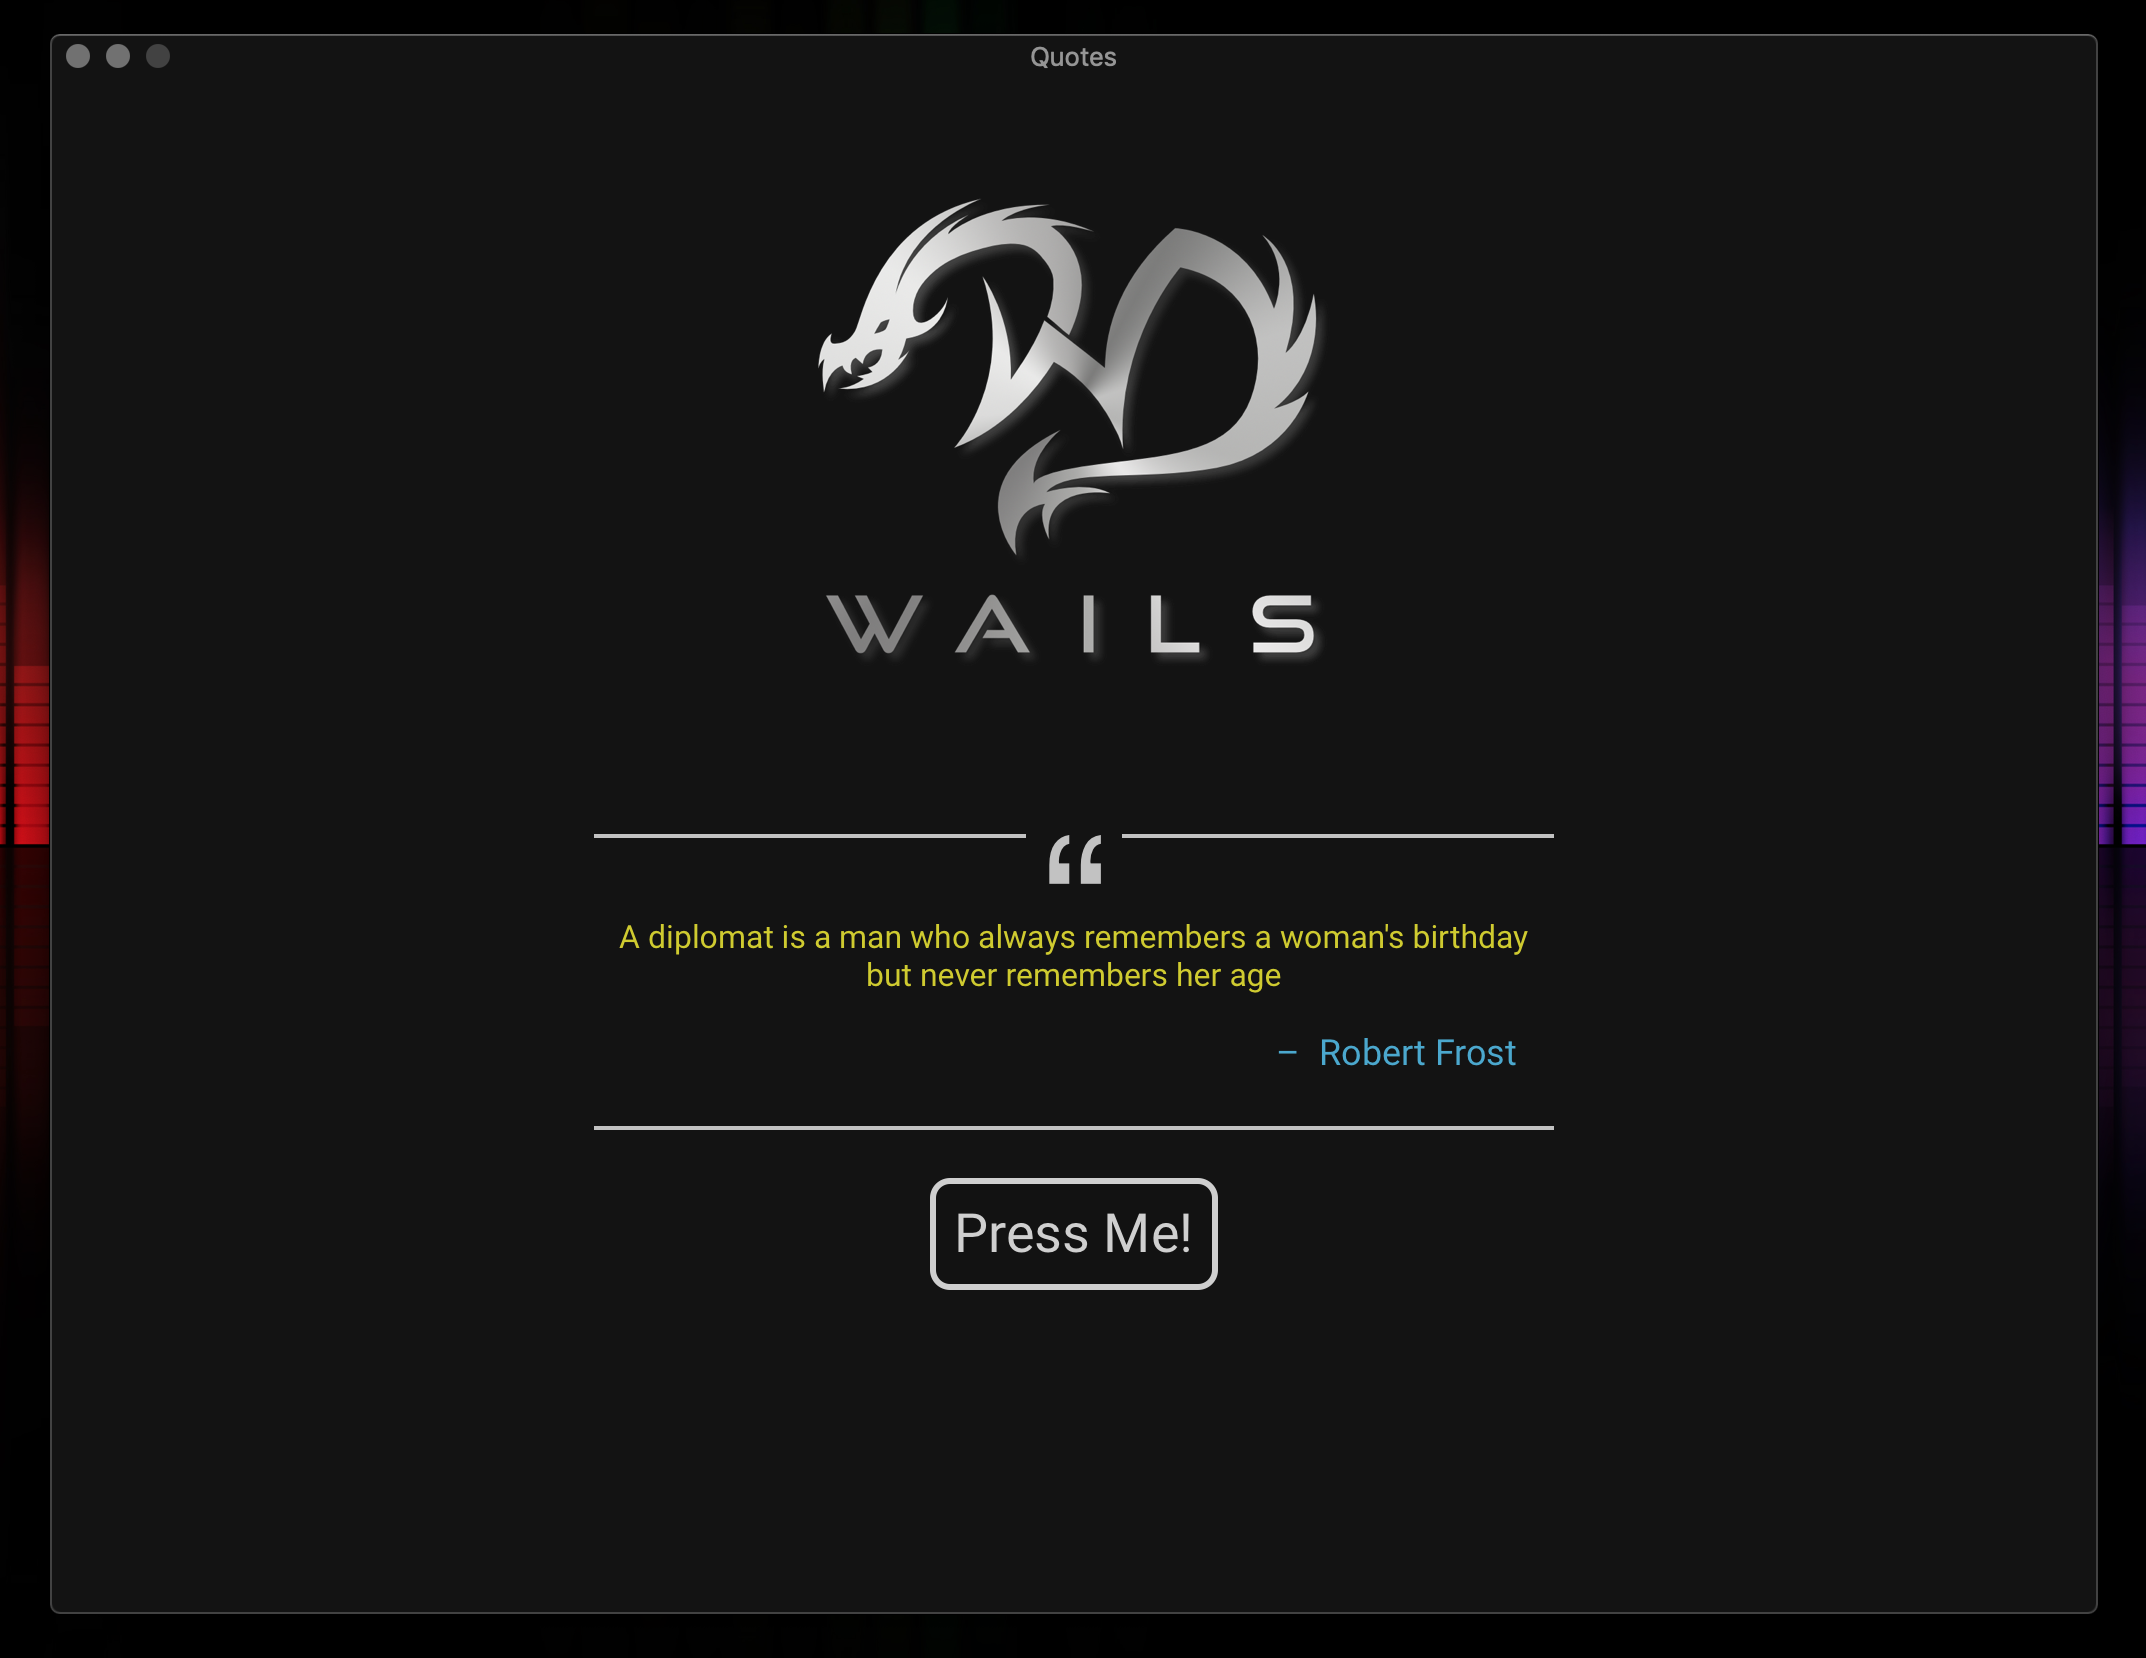 Quotes
WAILS
“
A diplomat is a man who always remembers a woman's birthday
but never remembers her age
– Robert Frost
Press Me!